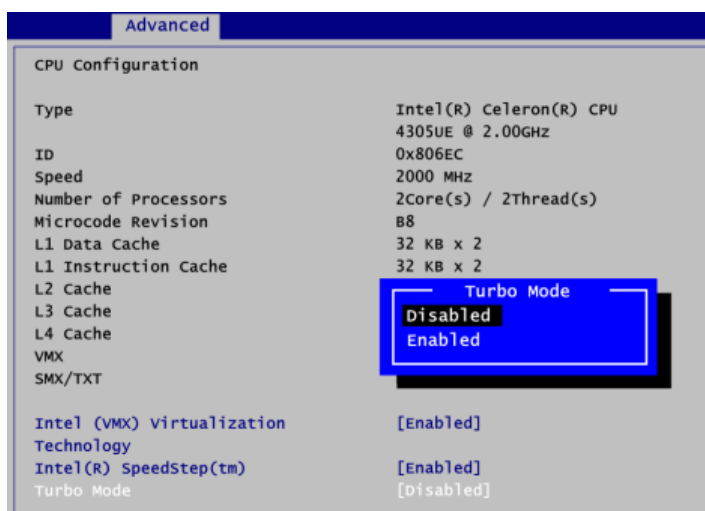 Advanced
CPU Configuration
Type Intel(R) Celeron(R) CPU
4305UE @ 2.00GHz
ID 0x806EC
Speed 2000 MHz
Number of Processors 2Core(s) / 2Thread(s)
Microcode Revision B8
L1 Data Cache 32 KB x 2
L1 Instruction Cache 32 KB x 2
L2 Cache
L3 Cache
L4 Cache
VMX
SMX/TXT
Turbo Mode
Disabled
Enabled
Intel (VMX) Virtualization [Enabled]
Technology
Intel(R) SpeedStep(tm) [Enabled]
Turbo Mode [Disabled]